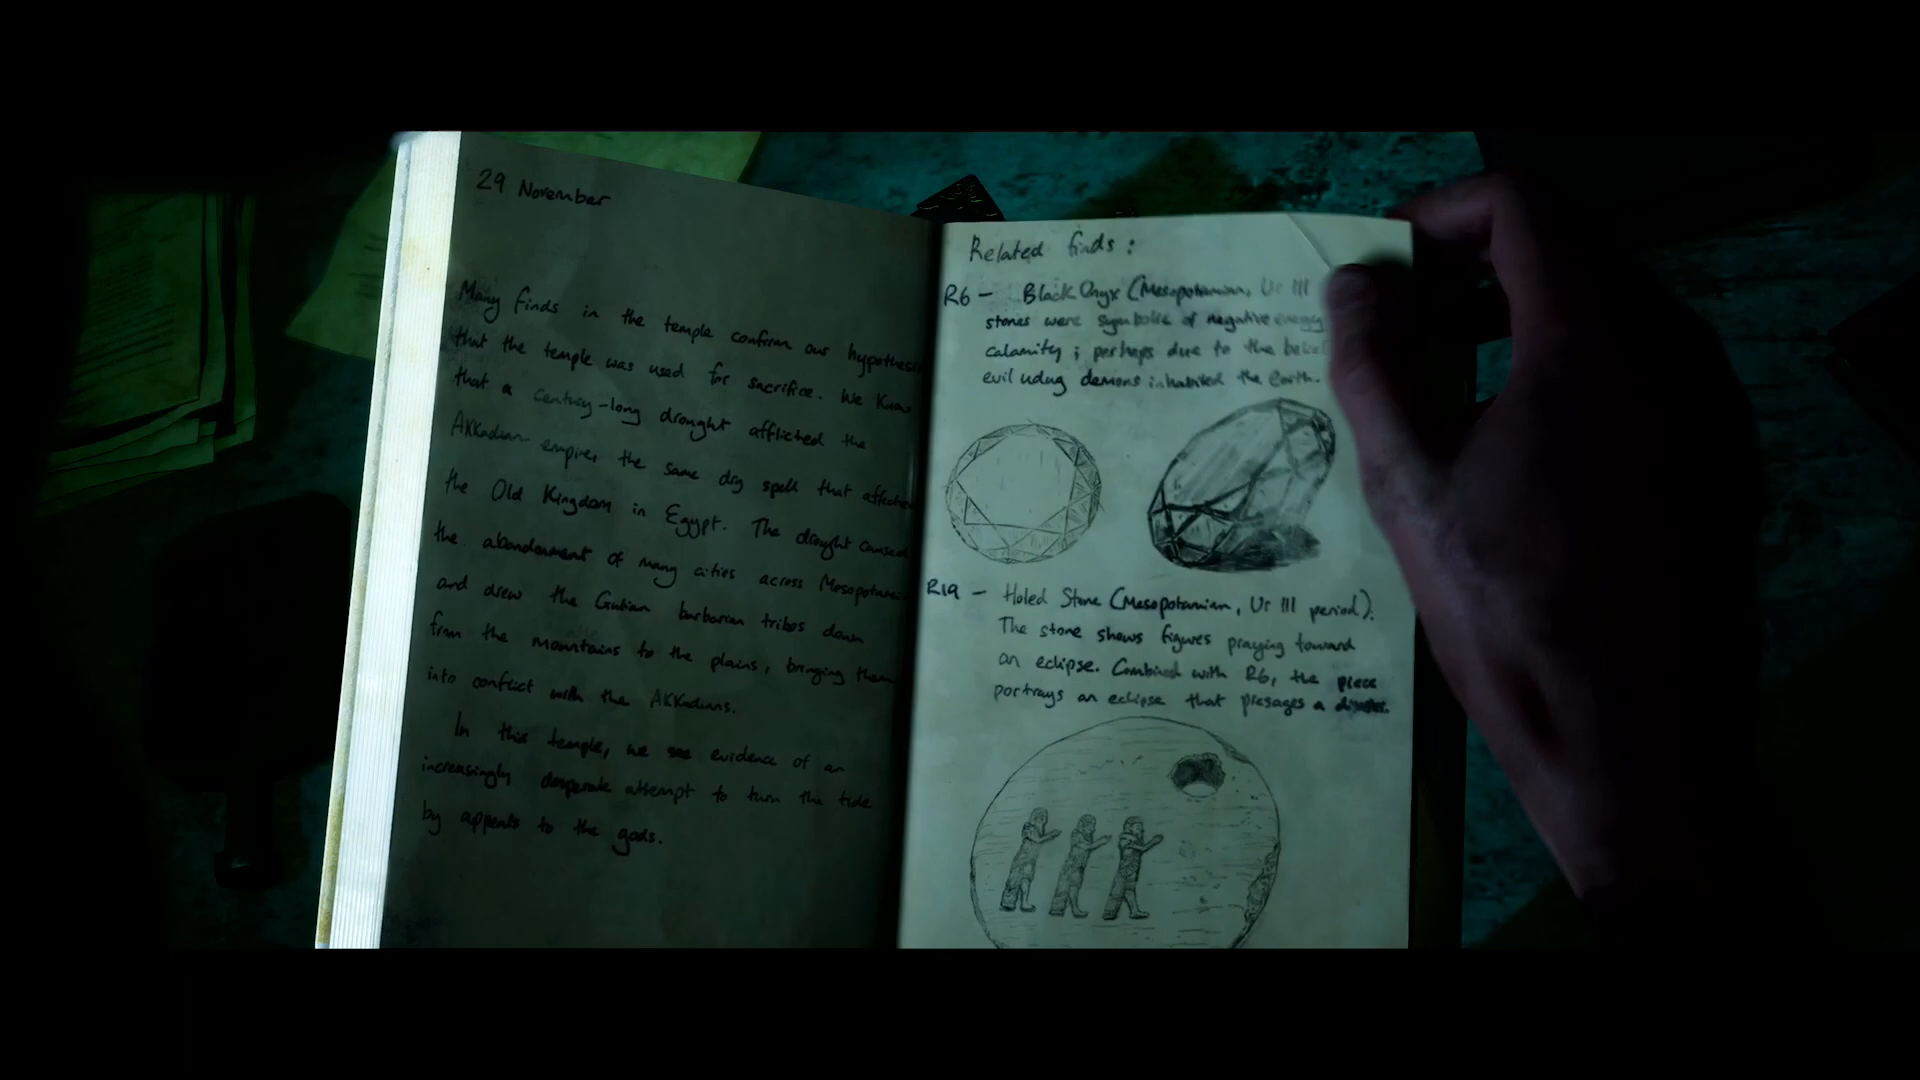 29 November
Many finds in the temple confirm our hypothesis
that the temple was used for sacrifice. We know
that a century-long drought afflicted the
AKKadian empire, the same dry spell that affected
the Old Kingdom in Egypt. The drought caused
the abandonment of many cities across Mesopotamia
and drew the Gutian barbarian tribes down
from the mountains to the plains, bringing them
into conflict with the AKKadians.
In this temple, we see evidence of an
increasingly desperate attempt to turn the tide
by appeals to the gods.
Related finds:
R6 - Black Onyx (Mesopotamian, Ur III
stones were symbolic of negative energy
calamity; perhaps due to the belief
evil udug demons inhabited the earth.
R19 - Holed Stone (Mesopotamian, Ur III period).
The stone shows figures praying toward
an eclipse. Combined with R6, the piece
portrays an eclipse that presages a